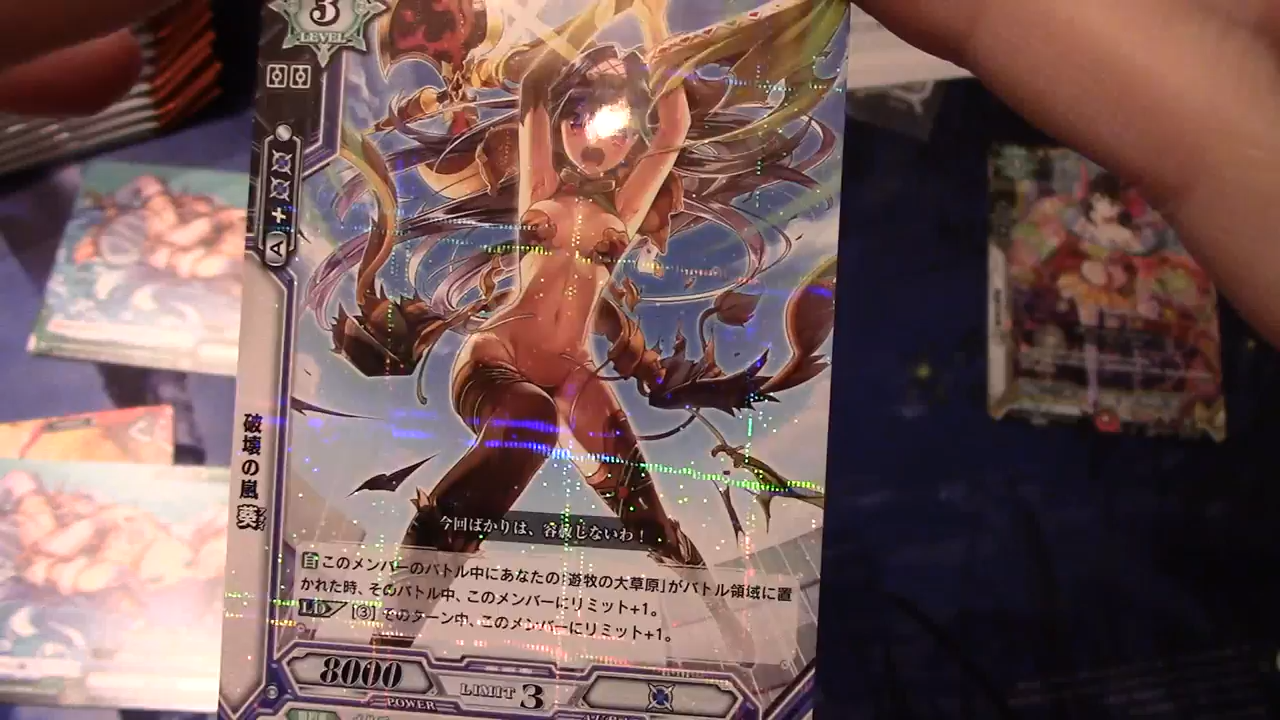 3
LEVEL
+
A
破壊の嵐 葵
今回ばかりは、容赦しないわ!
自このメンバーのバトル中にあなたの「遊牧の大草原」がバトル領域に置
かれた時、そのバトル中、このメンバーにリミット+1。
[③] そのターン中、このメンバーにリミット+1。
8000
POWER
LIMIT 3